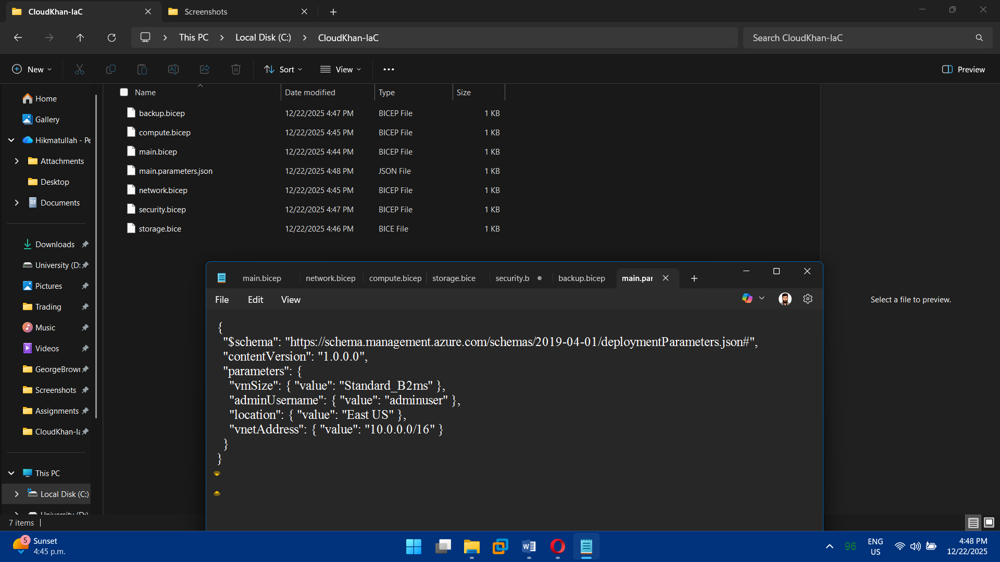 CloudKhan-IaC
Screenshots
This PC
Local Disk (C:)
CloudKhan-IaC
Search CloudKhan-IaC
New
Sort
View
Preview
Name
Date modified
Type
Size
backup.bicep 12/22/2025 4:47 PM BICEP File 1 KB
compute.bicep 12/22/2025 4:45 PM BICEP File 1 KB
main.bicep 12/22/2025 4:44 PM BICEP File 1 KB
main.parameters.json 12/22/2025 4:48 PM JSON File 1 KB
network.bicep 12/22/2025 4:45 PM BICEP File 1 KB
security.bicep 12/22/2025 4:47 PM BICEP File 1 KB
storage.bice 12/22/2025 4:46 PM BICE File 1 KB
Home
Gallery
Hikmatullah - Pe
Attachments
Desktop
Documents
Downloads
University (D:
Pictures
Trading
Music
Videos
GeorgeBrown
Screenshots
Assignments
CloudKhan-Ia
This PC
Local Disk (C:)
University (D:)
7 items
Select a file to preview.
main.bicep
network.bicep
compute.bicep
storage.bice
security.b
backup.bicep
main.par
File
Edit
View
{
"$schema": "https://schema.management.azure.com/schemas/2019-04-01/deploymentParameters.json#",
"contentVersion": "1.0.0.0",
"parameters": {
"vmSize": { "value": "Standard_B2ms" },
"adminUsername": { "value": "adminuser" },
"location": { "value": "East US" },
"vnetAddress": { "value": "10.0.0.0/16" }
}
}
5
Sunset
4:45 p.m.
W
96
ENG
US
4:48 PM
12/22/2025